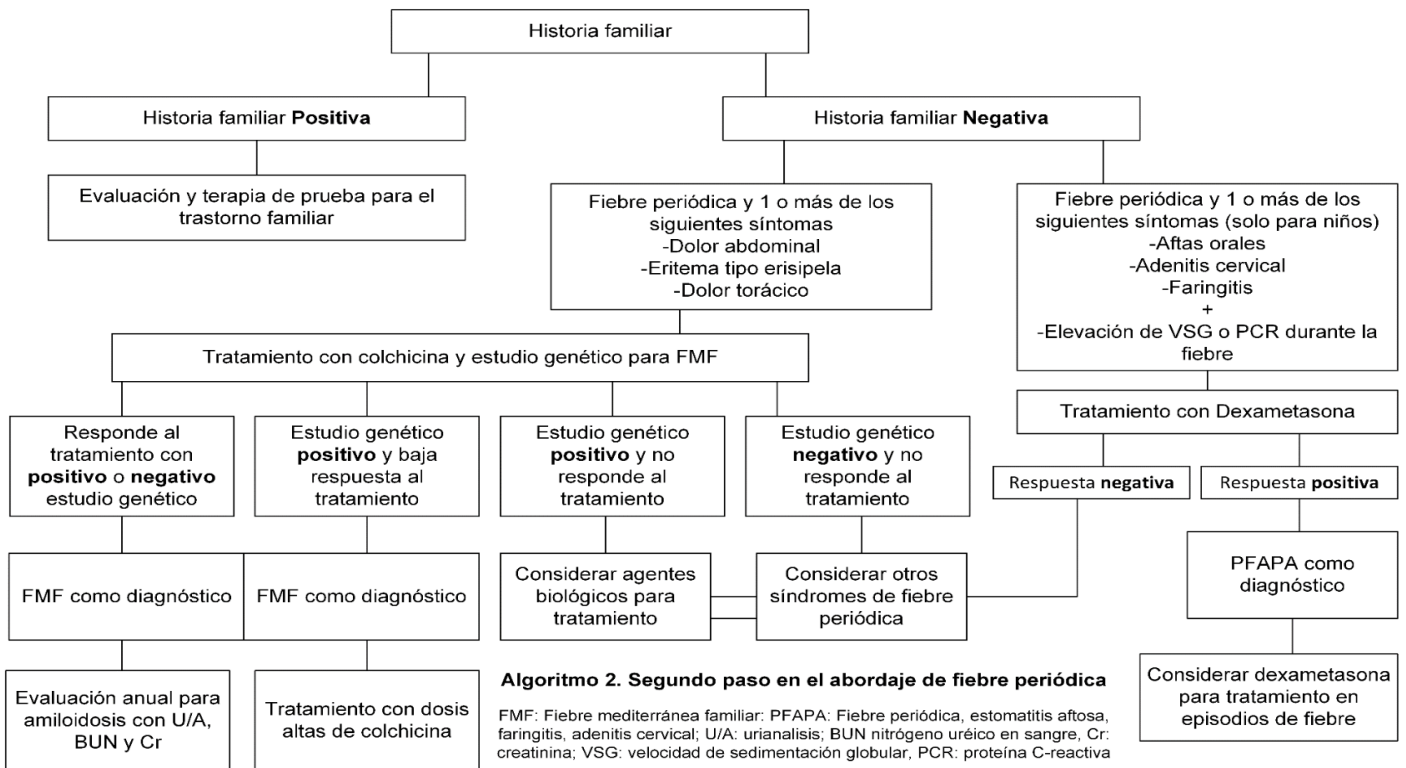 Historia familiar
Historia familiar Positiva
Historia familiar Negativa
Evaluación y terapia de prueba para el
trastorno familiar
Fiebre periódica y 1 o más de los
siguientes síntomas
-Dolor abdominal
-Eritema tipo erisipela
-Dolor torácico
Fiebre periódica y 1 o más de los
siguientes síntomas (solo para niños)
-Aftas orales
-Adenitis cervical
-Faringitis
+
-Elevación de VSG o PCR durante la
fiebre
Tratamiento con colchicina y estudio genético para FMF
Tratamiento con Dexametasona
Responde al
tratamiento con
positivo o negativo
estudio genético
Estudio genético
positivo y baja
respuesta al
tratamiento
Estudio genético
positivo y no
responde al
tratamiento
Estudio genético
negativo y no
responde al
tratamiento
Respuesta negativa
Respuesta positiva
FMF como diagnóstico
FMF como diagnóstico
Considerar agentes
biológicos para
tratamiento
Considerar otros
síndromes de fiebre
periódica
PFAPA como
diagnóstico
Evaluación anual para
amiloidosis con U/A,
BUN y Cr
Tratamiento con dosis
altas de colchicina
Considerar dexametasona
para tratamiento en
episodios de fiebre
Algoritmo 2. Segundo paso en el abordaje de fiebre periódica
FMF: Fiebre mediterránea familiar: PFAPA: Fiebre periódica, estomatitis aftosa,
faringitis, adenitis cervical; U/A: urianalisis; BUN nitrógeno uréico en sangre, Cr:
creatinina; VSG: velocidad de sedimentación globular, PCR: proteína C-reactiva